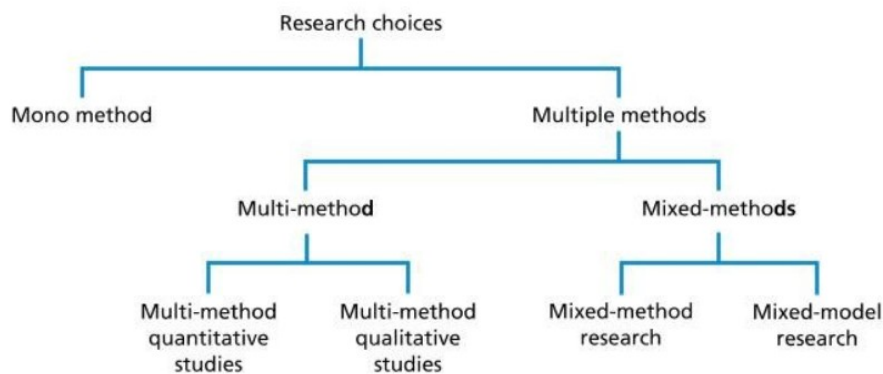 Research choices
Mono method
Multiple methods
Multi-method
Mixed-methods
Multi-method
quantitative
studies
Multi-method
qualitative
studies
Mixed-method
research
Mixed-model
research